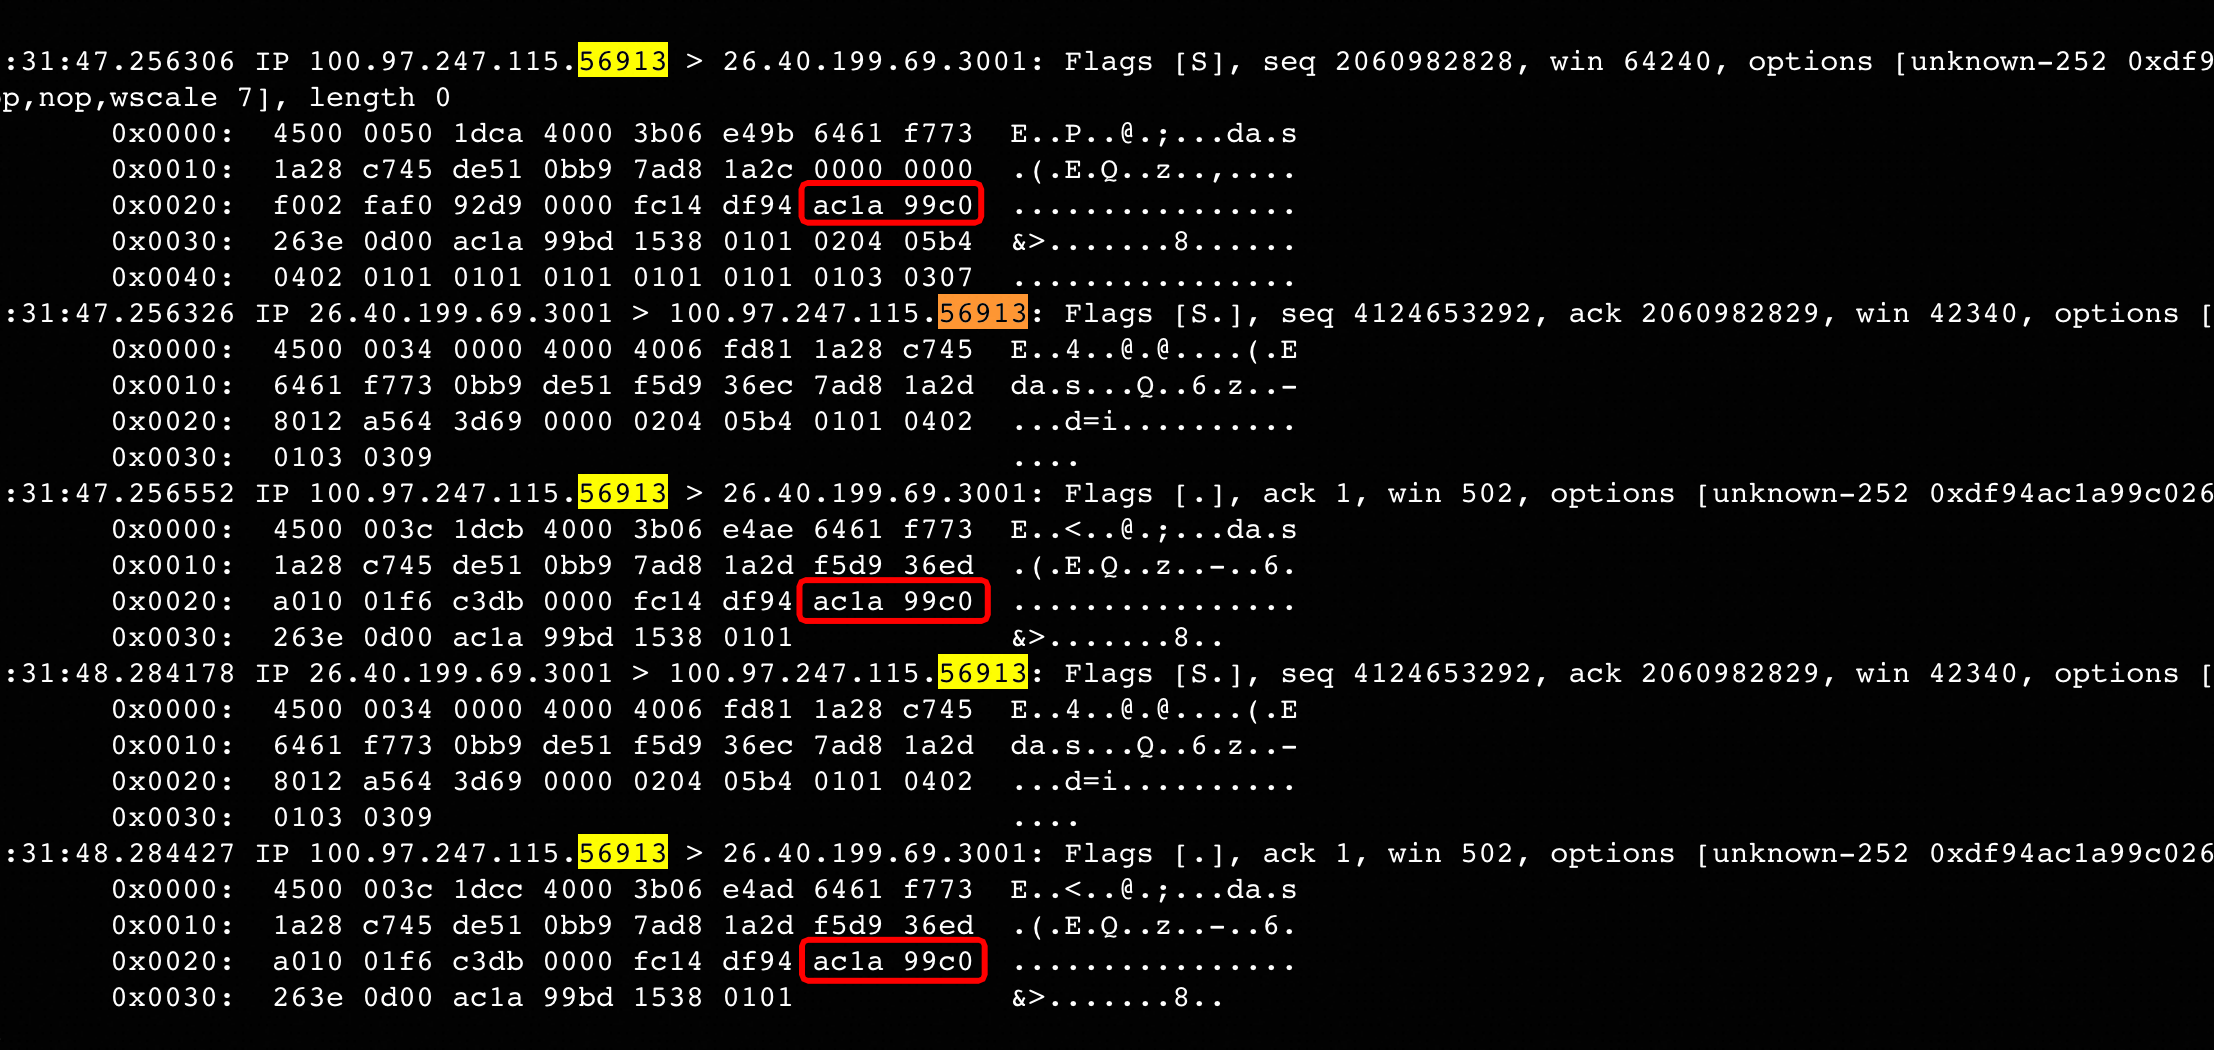 :31:47.256306 IP 100.97.247.115.56913 > 26.40.199.69.3001: Flags [S], seq 2060982828, win 64240, options [unknown-252 0xdf9
p,nop,wscale 7], length 0
0x0000: 4500 0050 1dca 4000 3b06 e49b 6461 f773 E..P..@.;...da.s
0x0010: 1a28 c745 de51 0bb9 7ad8 1a2c 0000 0000 .(.E.Q..z..,....
0x0020: f002 faf0 92d9 0000 fc14 df94 ac1a 99c0 ................
0x0030: 263e 0d00 ac1a 99bd 1538 0101 0204 05b4 &>.......8......
0x0040: 0402 0101 0101 0101 0101 0101 0103 0307 ................
:31:47.256326 IP 26.40.199.69.3001 > 100.97.247.115.56913: Flags [S.], seq 4124653292, ack 2060982829, win 42340, options [
0x0000: 4500 0034 0000 4000 4006 fd81 1a28 c745 E..4..@.@....(.E
0x0010: 6461 f773 0bb9 de51 f5d9 36ec 7ad8 1a2d da.s...Q..6.z..-
0x0020: 8012 a564 3d69 0000 0204 05b4 0101 0402 ...d=i..........
0x0030: 0103 0309 ....
:31:47.256552 IP 100.97.247.115.56913 > 26.40.199.69.3001: Flags [.], ack 1, win 502, options [unknown-252 0xdf94ac1a99c026
0x0000: 4500 003c 1dcb 4000 3b06 e4ae 6461 f773 E..<..@.;...da.s
0x0010: 1a28 c745 de51 0bb9 7ad8 1a2d f5d9 36ed .(.E.Q..z..-..6.
0x0020: a010 01f6 c3db 0000 fc14 df94 ac1a 99c0 ................
0x0030: 263e 0d00 ac1a 99bd 1538 0101 &>.......8..
:31:48.284178 IP 26.40.199.69.3001 > 100.97.247.115.56913: Flags [S.], seq 4124653292, ack 2060982829, win 42340, options [
0x0000: 4500 0034 0000 4000 4006 fd81 1a28 c745 E..4..@.@....(.E
0x0010: 6461 f773 0bb9 de51 f5d9 36ec 7ad8 1a2d da.s...Q..6.z..-
0x0020: 8012 a564 3d69 0000 0204 05b4 0101 0402 ...d=i..........
0x0030: 0103 0309 ....
:31:48.284427 IP 100.97.247.115.56913 > 26.40.199.69.3001: Flags [.], ack 1, win 502, options [unknown-252 0xdf94ac1a99c026
0x0000: 4500 003c 1dcc 4000 3b06 e4ad 6461 f773 E..<..@.;...da.s
0x0010: 1a28 c745 de51 0bb9 7ad8 1a2d f5d9 36ed .(.E.Q..z..-..6.
0x0020: a010 01f6 c3db 0000 fc14 df94 ac1a 99c0 ................
0x0030: 263e 0d00 ac1a 99bd 1538 0101 &>.......8..